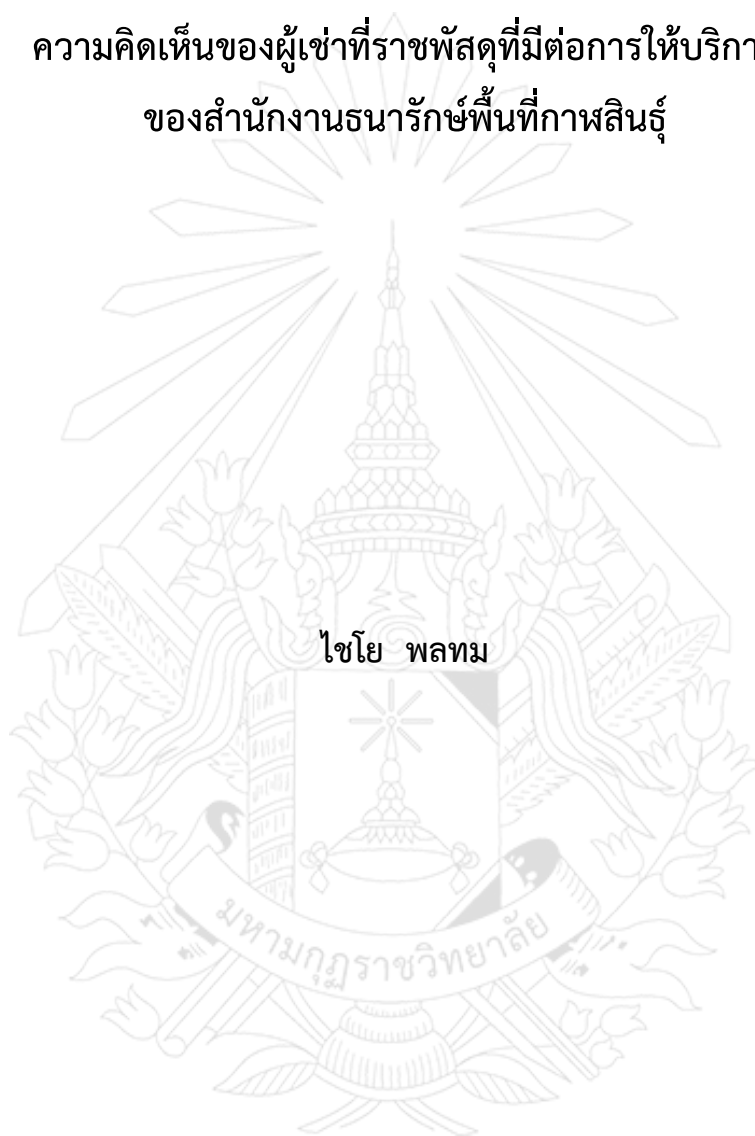 ความคิดเห็นของผู้เช่าที่ราชพัสดุที่มีต่อการให้บริกา
ของสำนักงานธนารักษ์พื้นที่กาฬสินธุ์
ไชโย พลทม
มหามกุฏราชวิทยาลัย